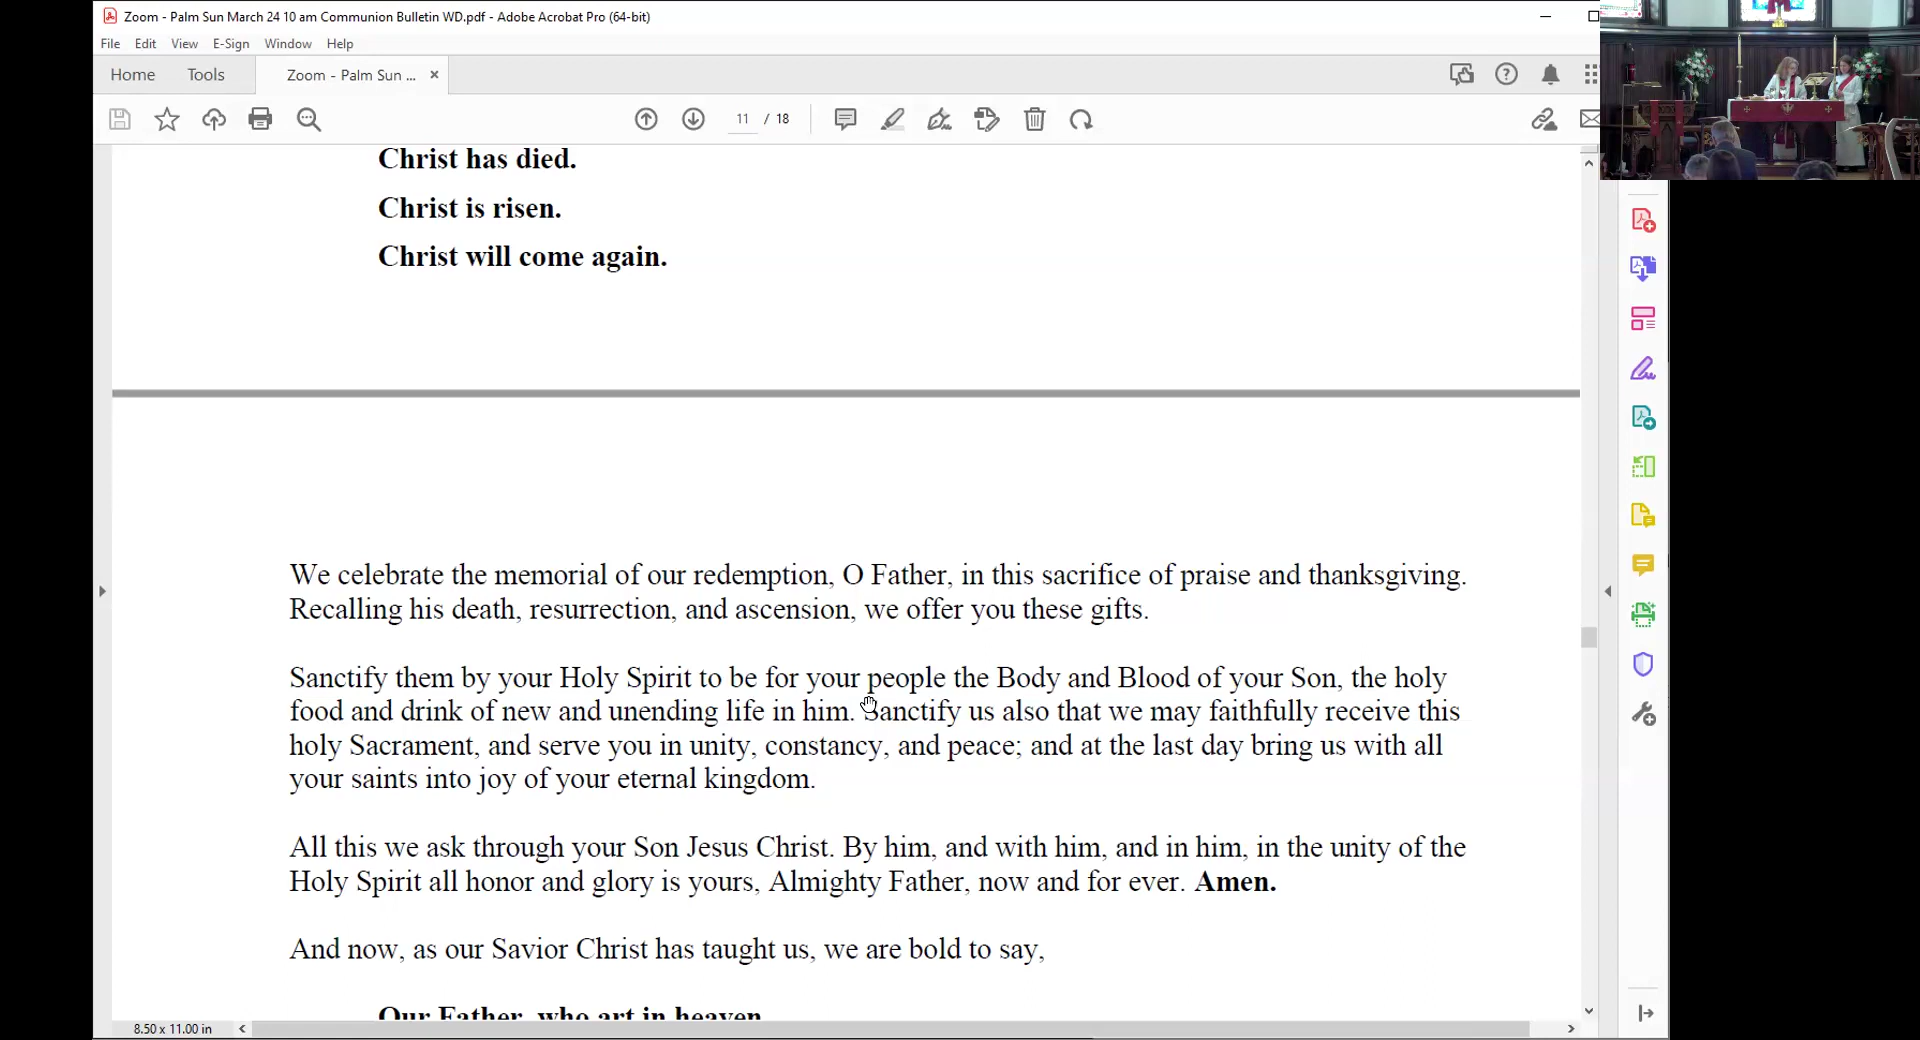 Zoom - Palm Sun March 24 10 am Communion Bulletin WD.pdf - Adobe Acrobat Pro (64-bit)
File Edit View E-Sign Window Help
Home Tools Zoom - Palm Sun ... ×
11 / 18
Christ has died.
Christ is risen.
Christ will come again.
We celebrate the memorial of our redemption, O Father, in this sacrifice of praise and thanksgiving.
Recalling his death, resurrection, and ascension, we offer you these gifts.
Sanctify them by your Holy Spirit to be for your people the Body and Blood of your Son, the holy
food and drink of new and unending life in him. Sanctify us also that we may faithfully receive this
holy Sacrament, and serve you in unity, constancy, and peace; and at the last day bring us with all
your saints into joy of your eternal kingdom.
All this we ask through your Son Jesus Christ. By him, and with him, and in him, in the unity of the
Holy Spirit all honor and glory is yours, Almighty Father, now and for ever. Amen.
And now, as our Savior Christ has taught us, we are bold to say,
Our Father, who art in heaven
8.50 x 11.00 in